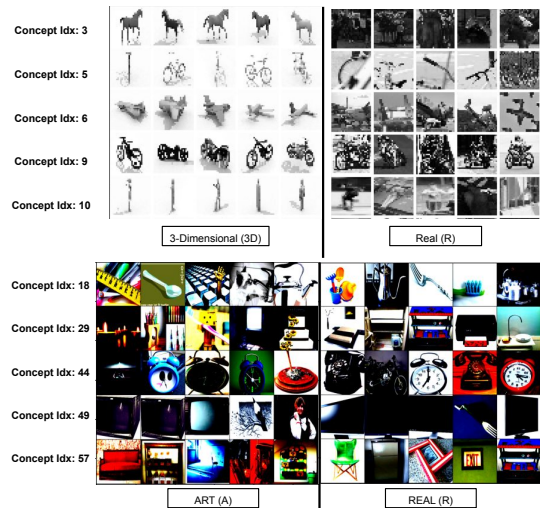 Concept Idx: 3
Concept Idx: 5
Concept Idx: 6
Concept Idx: 9
Concept Idx: 10
3-Dimensional (3D)
Real (R)
Concept Idx: 18
Concept Idx: 29
Concept Idx: 44
Concept Idx: 49
Concept Idx: 57
EXIT
ART (A)
REAL (R)